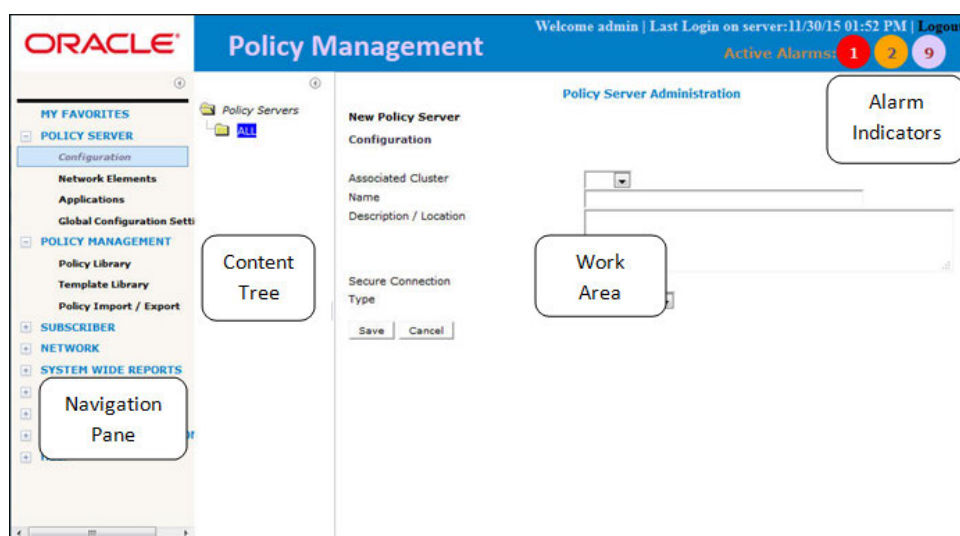 ORACLE®
Policy Management
Welcome admin | Last Login on server:11/30/15 01:52 PM | Logout
Active Alarms: 1 2 9
MY FAVORITES
POLICY SERVER
Configuration
Network Elements
Applications
Global Configuration Setti
POLICY MANAGEMENT
Policy Library
Template Library
Policy Import / Export
SUBSCRIBER
NETWORK
SYSTEM WIDE REPORTS
Navigation
Pane
Policy Servers
ALL
Content
Tree
Policy Server Administration
New Policy Server
Configuration
Associated Cluster
Name
Description / Location
Secure Connection
Type
Save
Cancel
Work
Area
Alarm
Indicators